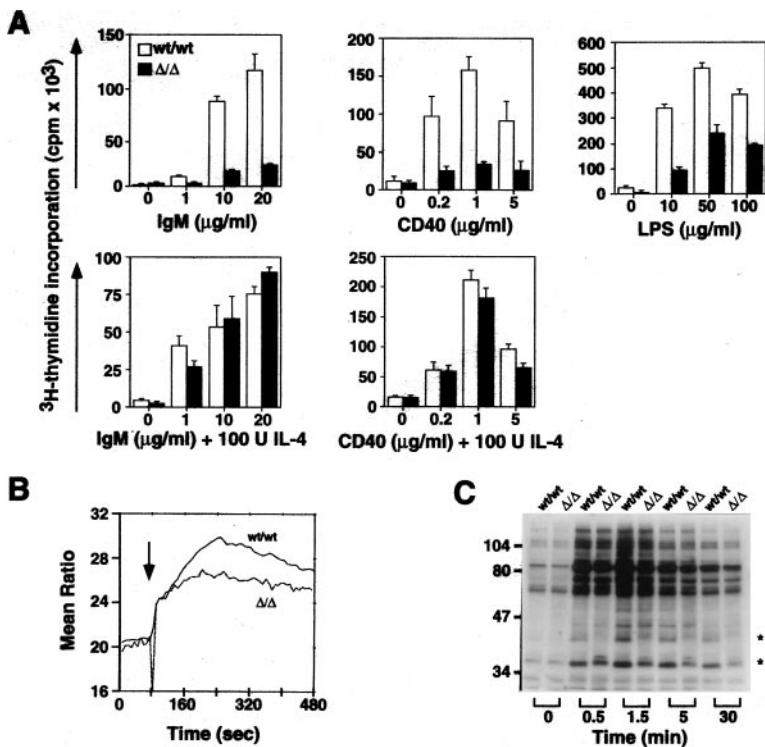 A
³H-thymidine incorporation (cpm x 10³)
150
100
50
0
wt/wt
Δ/Δ
0 1 10 20
IgM (µg/ml)
200
150
100
50
0
0 0.2 1 5
CD40 (µg/ml)
600
500
400
300
200
100
0
0 10 50 100
LPS (µg/ml)
100
75
50
25
0
0 1 10 20
IgM (µg/ml) + 100 U IL-4
250
200
150
100
50
0
0 0.2 1 5
CD40 (µg/ml) + 100 U IL-4
B
Mean Ratio
32
28
24
20
16
wt/wt
Δ/Δ
0 160 320 480
Time (sec)
C
wt/wt Δ/Δ wt/wt Δ/Δ wt/wt Δ/Δ wt/wt Δ/Δ wt/wt Δ/Δ
104
80
47
34
*
*
0 0.5 1.5 5 30
Time (min)